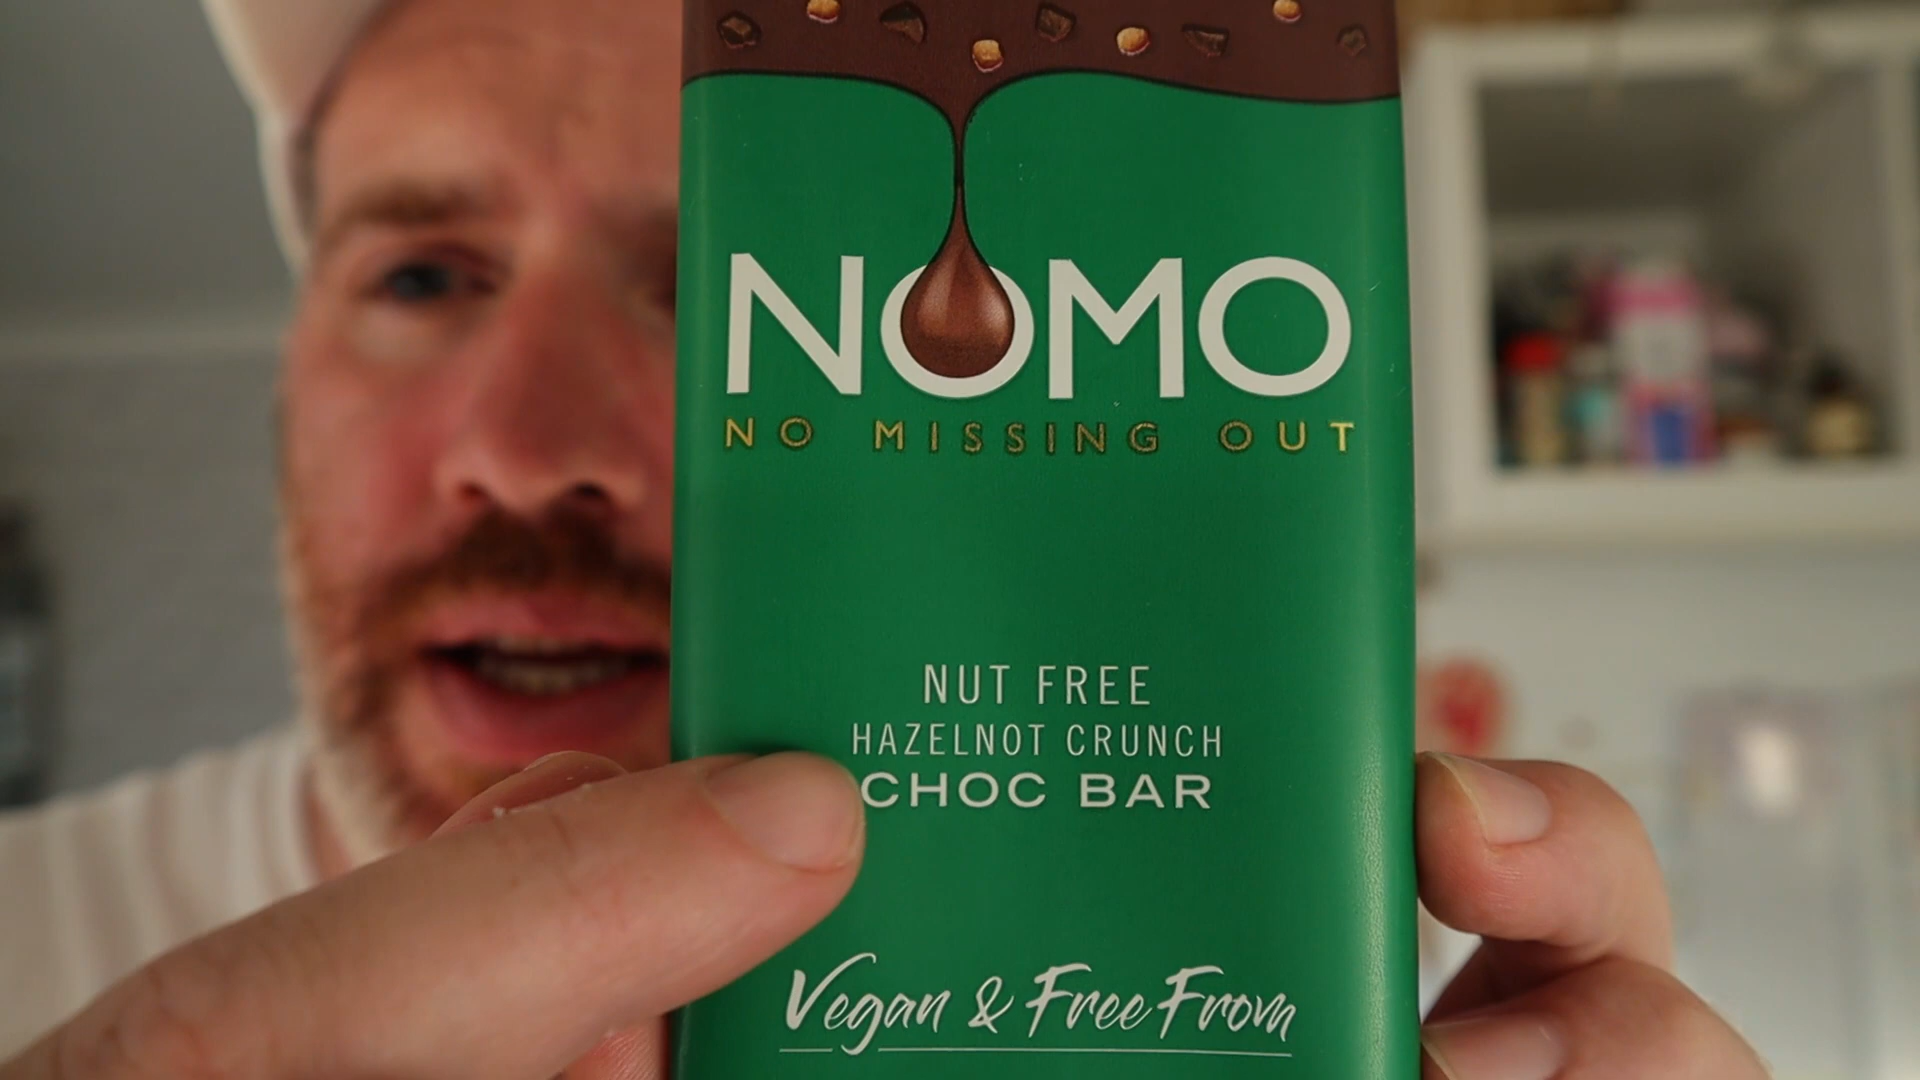 NOMO
NO MISSING OUT
NUT FREE
HAZELNOT CRUNCH
CHOC BAR
Vegan & Free From